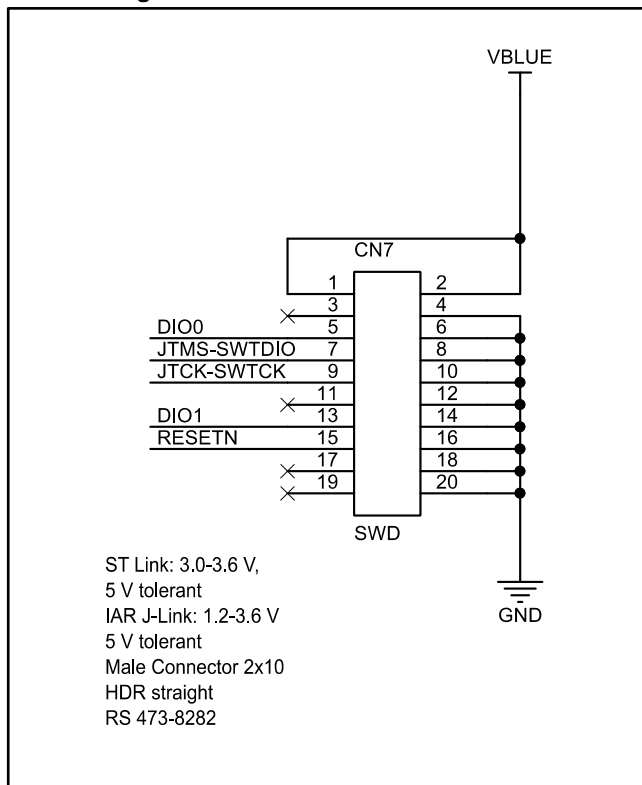 VBLUE
CN7
1 2
3 4
DIO0 5 6
JTMS-SWTDIO 7 8
JTCK-SWTCK 9 10
11 12
DIO1 13 14
RESETN 15 16
17 18
19 20
SWD
GND
ST Link: 3.0-3.6 V,
5 V tolerant
IAR J-Link: 1.2-3.6 V
5 V tolerant
Male Connector 2x10
HDR straight
RS 473-8282